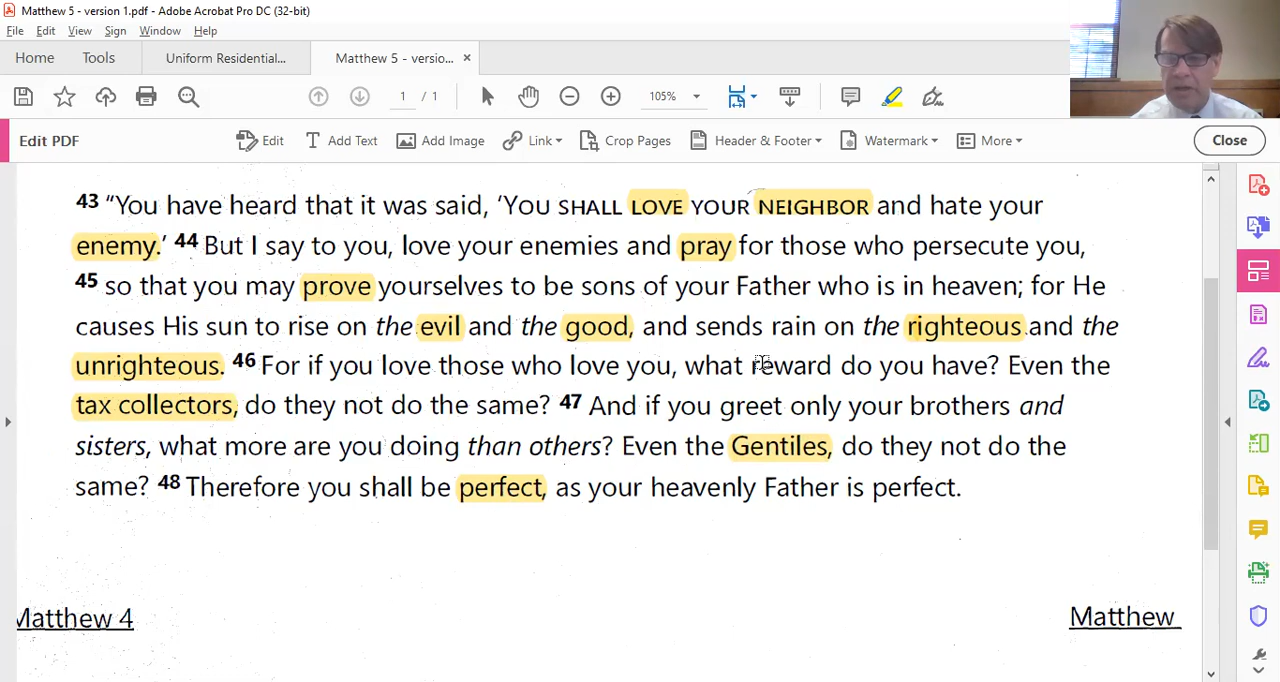 Matthew 5 - version 1.pdf - Adobe Acrobat Pro DC (32-bit)
File Edit View Sign Window Help
Home Tools Uniform Residential... Matthew 5 - versio... ×
1 / 1 105%
Edit PDF Edit Add Text Add Image Link Crop Pages Header & Footer Watermark More Close
43 “You have heard that it was said, ‘YOU SHALL LOVE YOUR NEIGHBOR and hate your
enemy.’ 44 But I say to you, love your enemies and pray for those who persecute you,
45 so that you may prove yourselves to be sons of your Father who is in heaven; for He
causes His sun to rise on the evil and the good, and sends rain on the righteous and the
unrighteous. 46 For if you love those who love you, what reward do you have? Even the
tax collectors, do they not do the same? 47 And if you greet only your brothers and
sisters, what more are you doing than others? Even the Gentiles, do they not do the
same? 48 Therefore you shall be perfect, as your heavenly Father is perfect.
Matthew 4 Matthew